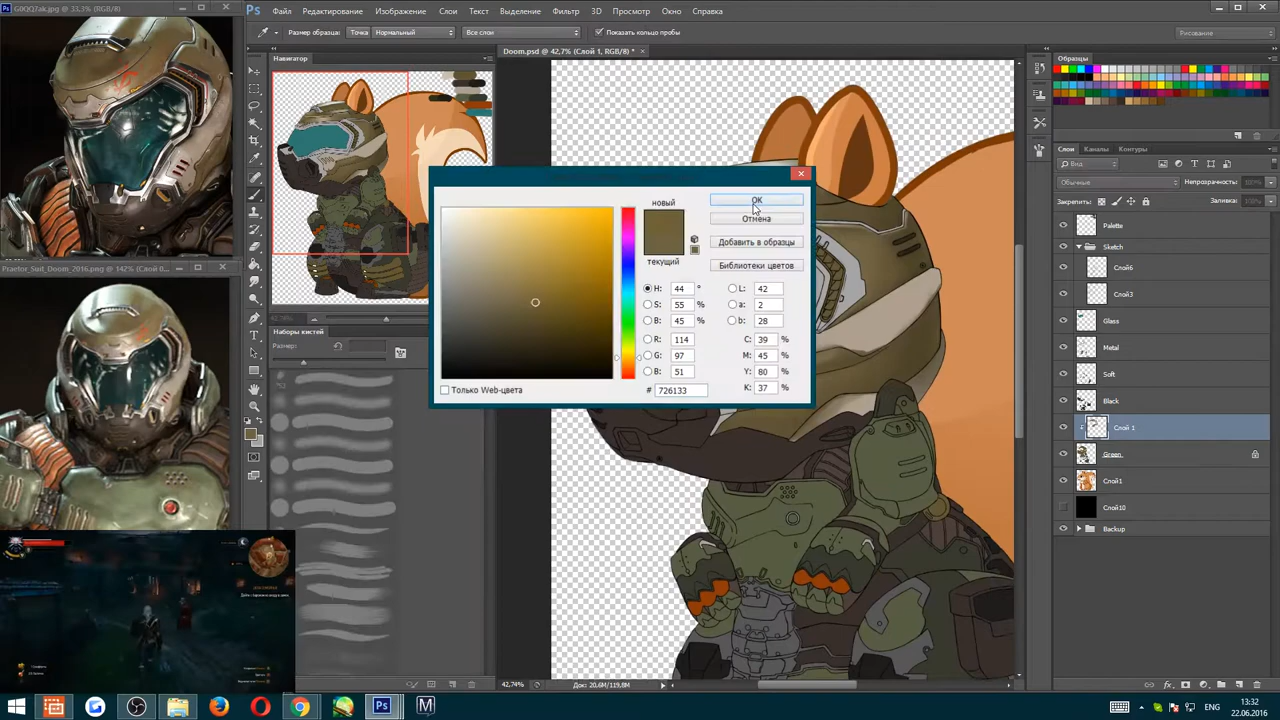 G0QQ7ak.jpg @ 33,3% (RGB/8)
Ps Файл Редактирование Изображение Слои Текст Выделение Фильтр 3D Просмотр Окно Справка
Размер образца: Точка Нормальный Все слои Показать кольцо пробы
Рисование
Навигатор
Doom.psd @ 42,7% (Слой 1, RGB/8) *
Образцы
Слои Каналы Контуры
Вид
Обычные Непрозрачность: 100%
Закрепить: Заливка: 100%
Palette
Sketch
Слой6
Слой3
Glass
Metal
Soft
Black
Слой 1
Green
Слой1
Слой10
Backup
новый
текущий
OK
Отмена
Добавить в образцы
Библиотеки цветов
H: 44 °
S: 55 %
B: 45 %
R: 114
G: 97
B: 51
L: 42
a: 2
b: 28
C: 39 %
M: 45 %
Y: 80 %
K: 37 %
# 726133
Только Web-цвета
Praetor_Suit_Doom_2016.png @ 142% (Слой 0...
Наборы кистей
Размер:
42,74%
Док: 20,6M/119,8M
Ps
M
ENG
13:32
22.06.2016